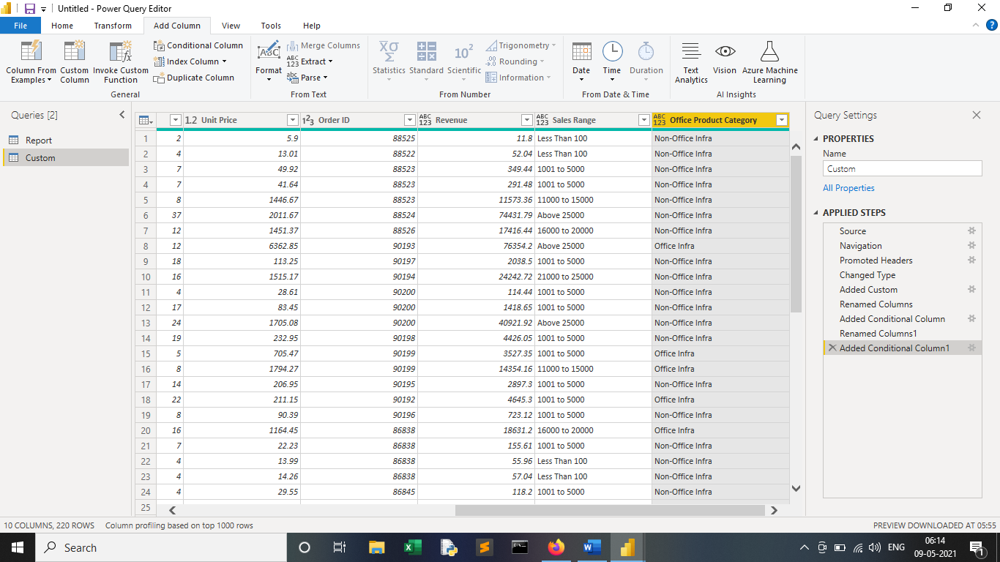 Untitled - Power Query Editor
File Home Transform Add Column View Tools Help
Column From Examples
Custom Column
Invoke Custom Function
Conditional Column
Index Column
Duplicate Column
General
Format
Merge Columns
ABC 123 Extract
abc Parse
From Text
Statistics
Standard
Scientific
Trigonometry
Rounding
Information
From Number
Date
Time
Duration
From Date & Time
Text Analytics
Vision
Azure Machine Learning
AI Insights
Queries [2]
Report
Custom
1.2 Unit Price 1²3 Order ID ABC 123 Revenue ABC 123 Sales Range ABC 123 Office Product Category
1 2 5.9 88525 11.8 Less Than 100 Non-Office Infra
2 4 13.01 88522 52.04 Less Than 100 Non-Office Infra
3 7 49.92 88523 349.44 1001 to 5000 Non-Office Infra
4 7 41.64 88523 291.48 1001 to 5000 Non-Office Infra
5 8 1446.67 88523 11573.36 11000 to 15000 Non-Office Infra
6 37 2011.67 88524 74431.79 Above 25000 Non-Office Infra
7 12 1451.37 88526 17416.44 16000 to 20000 Non-Office Infra
8 12 6362.85 90193 76354.2 Above 25000 Office Infra
9 18 113.25 90197 2038.5 1001 to 5000 Non-Office Infra
10 16 1515.17 90194 24242.72 21000 to 25000 Non-Office Infra
11 4 28.61 90200 114.44 1001 to 5000 Non-Office Infra
12 17 83.45 90200 1418.65 1001 to 5000 Non-Office Infra
13 24 1705.08 90200 40921.92 Above 25000 Non-Office Infra
14 19 232.95 90198 4426.05 1001 to 5000 Non-Office Infra
15 5 705.47 90199 3527.35 1001 to 5000 Office Infra
16 8 1794.27 90199 14354.16 11000 to 15000 Office Infra
17 14 206.95 90195 2897.3 1001 to 5000 Non-Office Infra
18 22 211.15 90192 4645.3 1001 to 5000 Office Infra
19 8 90.39 90196 723.12 1001 to 5000 Non-Office Infra
20 16 1164.45 86838 18631.2 16000 to 20000 Office Infra
21 7 22.23 86838 155.61 1001 to 5000 Non-Office Infra
22 4 13.99 86838 55.96 Less Than 100 Non-Office Infra
23 4 14.26 86838 57.04 Less Than 100 Non-Office Infra
24 4 29.55 86845 118.2 1001 to 5000 Non-Office Infra
25
Query Settings
PROPERTIES
Name
Custom
All Properties
APPLIED STEPS
Source
Navigation
Promoted Headers
Changed Type
Added Custom
Renamed Columns
Added Conditional Column
Renamed Columns1
Added Conditional Column1
10 COLUMNS, 220 ROWS Column profiling based on top 1000 rows PREVIEW DOWNLOADED AT 05:55
Search
ENG
06:14
09-05-2021
1